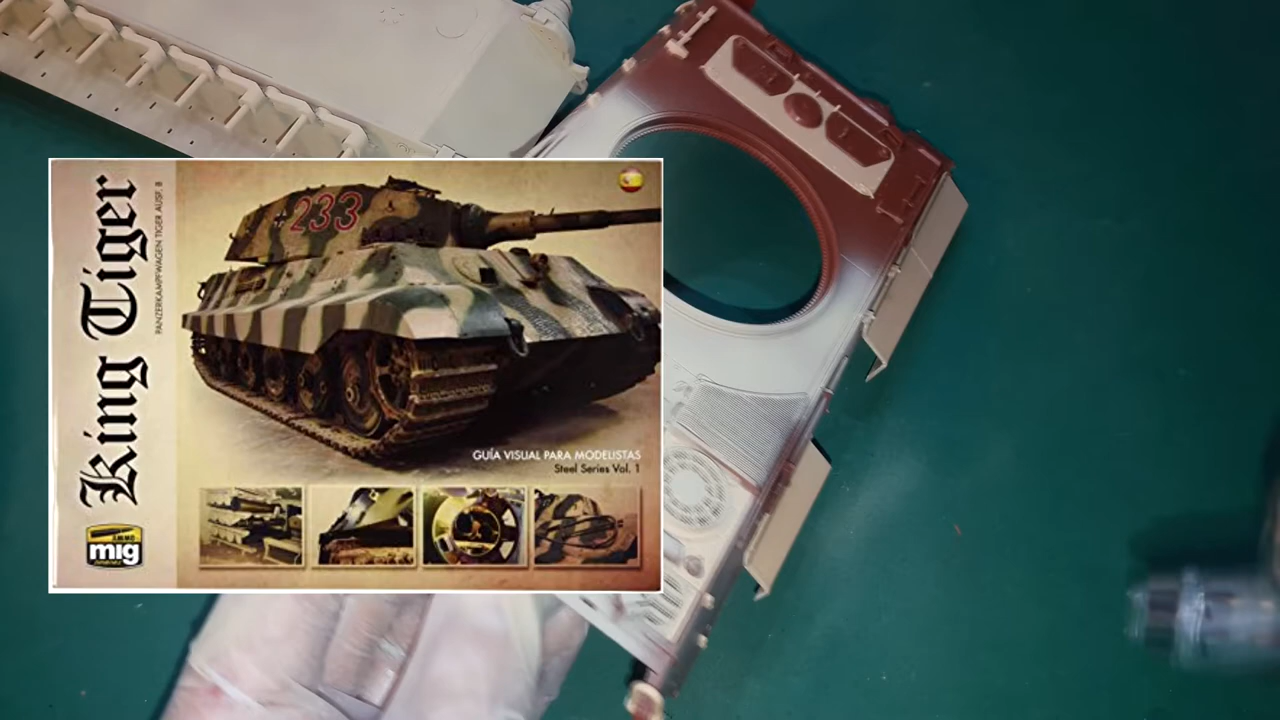 King Tiger
PANZERKAMPFWAGEN TIGER AUSF. B
233
GUÍA VISUAL PARA MODELISTAS
Steel Series Vol. 1
AMMO
mig